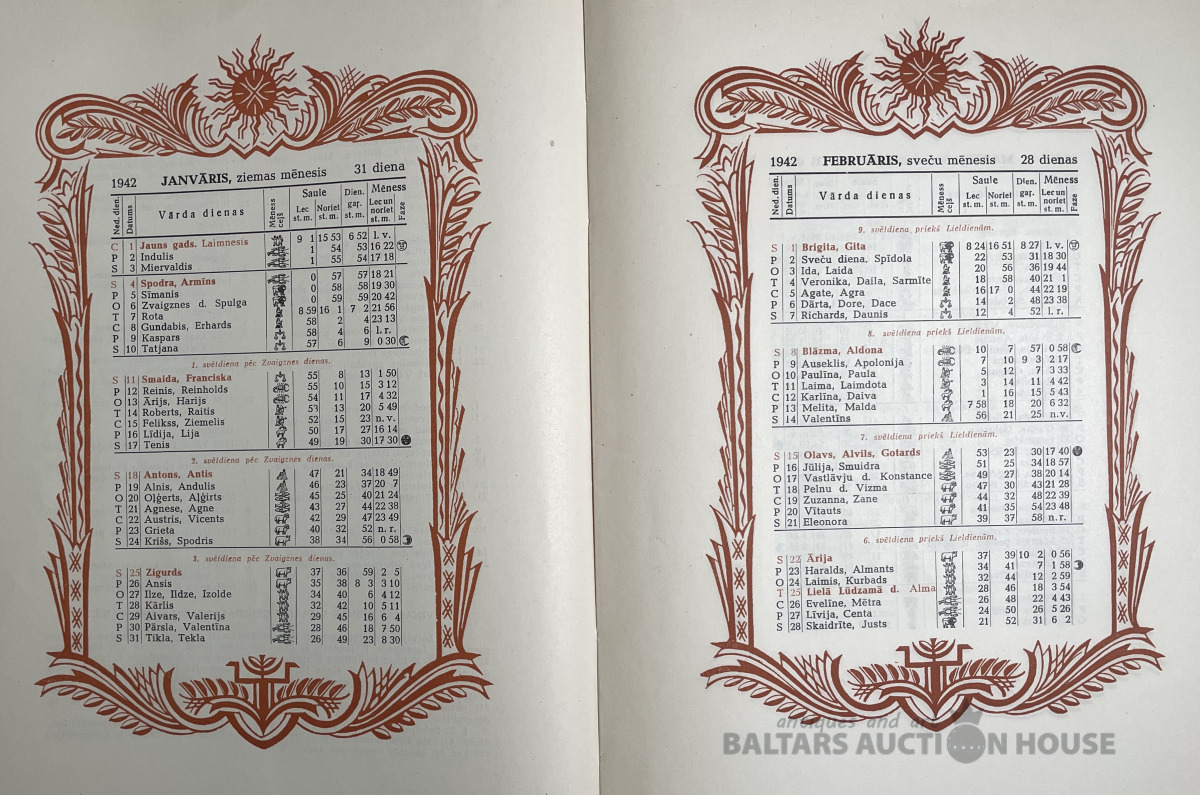 1942 JANVĀRIS, ziemas mēnesis 31 diena
Ned. dien. Datums Vārda dienas Mēness ceļš Saule Lec st. m. Noriet st. m. Dien. gar. st. m. Mēness Lec un noriet st. m. Faze
C 1 Jauns gads. Laimnesis 9 1 15 53 6 52 l. v.
P 2 Indulis 1 54 53 16 22
S 3 Miervaldis 1 55 54 17 18
S 4 Spodra, Armīns 0 57 57 18 21
P 5 Sīmanis 0 58 58 19 30
O 6 Zvaigznes d. Spulga 0 59 59 20 42
T 7 Rota 8 59 16 1 7 2 21 56
C 8 Gundabis, Erhards 58 2 4 23 13
P 9 Kaspars 58 4 6 l. r.
S 10 Tatjana 57 6 9 0 30
1. svētdiena pēc Zvaigznes dienas.
S 11 Smaida, Franciska 55 8 13 1 50
P 12 Reinis, Reinholds 55 10 15 3 12
O 13 Ārijs, Harijs 54 11 17 4 32
T 14 Roberts, Raitis 53 13 20 5 49
C 15 Felikss, Ziemelis 52 15 23 n. v.
P 16 Līdija, Lija 50 17 27 16 14
S 17 Tenis 49 19 30 17 30
2. svētdiena pēc Zvaigznes dienas.
S 18 Antons, Antis 47 21 34 18 49
P 19 Alnis, Andulis 46 23 37 20 7
O 20 Oļģerts, Aļģirts 45 25 40 21 24
T 21 Agnese, Agne 43 27 44 22 38
C 22 Austris, Vicents 42 29 47 23 49
P 23 Grieta 40 32 52 n. r.
S 24 Krišs, Spodris 38 34 56 0 58
3. svētdiena pēc Zvaigznes dienas.
S 25 Zigurds 37 36 59 2 5
P 26 Ansis 35 38 8 3 3 10
O 27 Ilze, Ildze, Izolde 34 40 6 4 12
T 28 Kārlis 32 42 10 5 11
C 29 Aivars, Valerijs 29 45 16 6 4
P 30 Pārsla, Valentīna 28 46 18 7 50
S 31 Tikla, Tekla 26 49 23 8 30
1942 FEBRUĀRIS, sveču mēnesis 28 dienas
Ned. dien. Datums Vārda dienas Mēness ceļš Saule Lec st. m. Noriet st. m. Dien. gar. st. m. Mēness Lec un noriet st. m. Faze
9. svētdiena priekš Lieldienām.
S 1 Brigita, Gita 8 24 16 51 8 27 l. v.
P 2 Sveču diena. Spīdola 22 53 31 18 30
O 3 Ida, Laida 20 56 36 19 44
T 4 Veronika, Daila, Sarmīte 18 58 40 21 1
C 5 Agate, Agra 16 17 0 44 22 19
P 6 Dārta, Dore, Dace 14 2 48 23 38
S 7 Richards, Daunis 12 4 52 l. r.
8. svētdiena priekš Lieldienām.
S 8 Blāzma, Aldona 10 7 57 0 58
P 9 Auseklis, Apolonija 7 10 9 3 2 17
O 10 Paulīna, Paula 5 12 7 3 33
T 11 Laima, Laimdota 3 14 11 4 42
C 12 Karlīna, Daiva 1 16 15 5 43
P 13 Melita, Malda 7 58 18 20 6 32
S 14 Valentīns 56 21 25 n. v.
7. svētdiena priekš Lieldienām.
S 15 Olavs, Alvils, Gotards 53 23 30 17 40
P 16 Jūlija, Smuidra 51 25 34 18 57
O 17 Vastlāvju d. Konstance 49 27 38 20 14
T 18 Pelnu d. Vizma 47 30 43 21 28
C 19 Zuzanna, Zane 44 32 48 22 39
P 20 Vītauts 41 35 54 23 48
S 21 Eleonora 39 37 58 n. r.
6. svētdiena priekš Lieldienām.
S 22 Ārija 37 39 10 2 0 56
P 23 Haralds, Almants 34 41 7 1 58
O 24 Laimis, Kurbads 32 44 12 2 59
T 25 Lielā Lūdzamā d. Alma 28 46 18 3 54
C 26 Evelīne, Mētra 26 48 22 4 43
P 27 Līvija, Centa 24 50 26 5 26
S 28 Skaidrīte, Justs 21 52 31 6 2
antiques and art
BALTARS AUCTION HOUSE